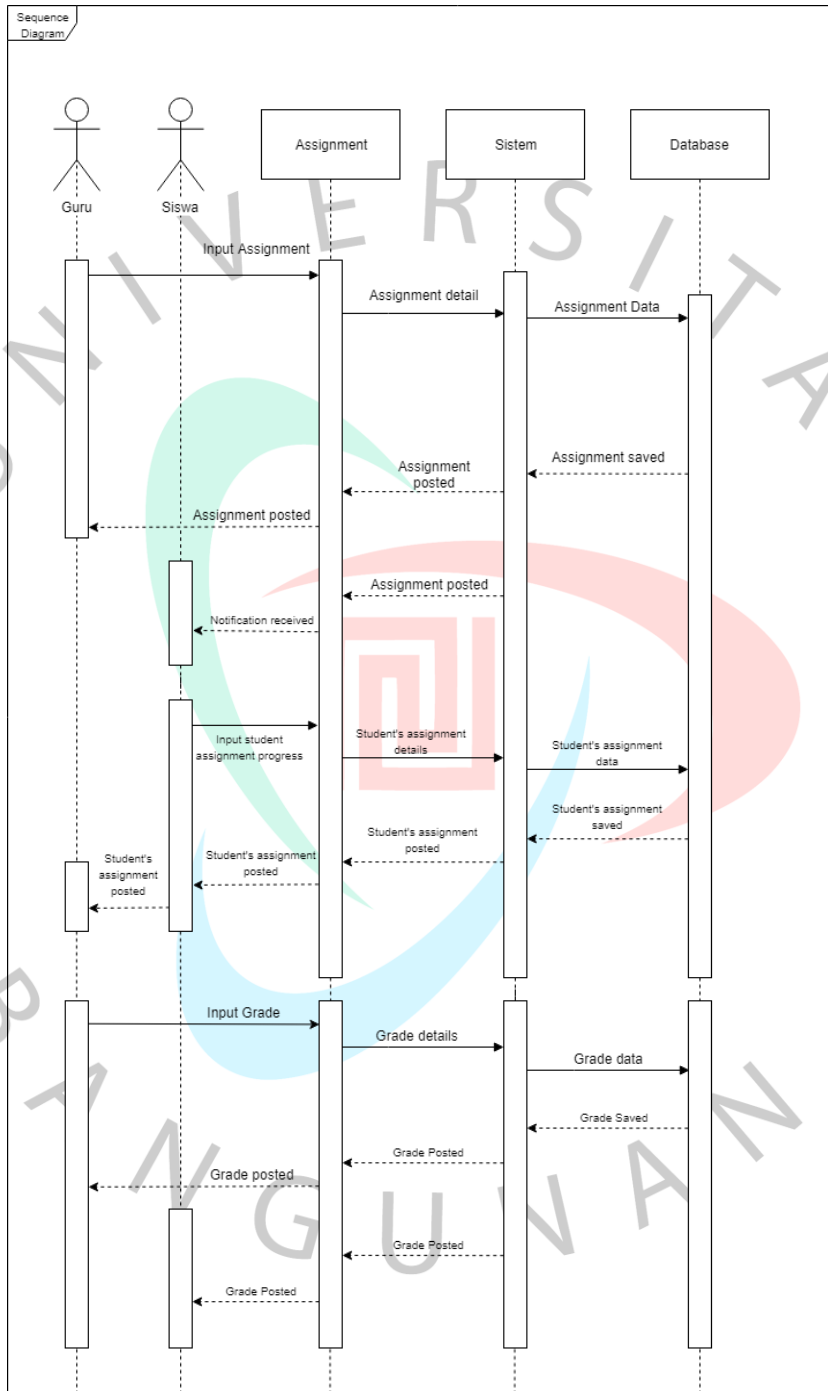 Sequence
Diagram
Guru
Siswa
Assignment
Sistem
Database
Input Assignment
Assignment detail
Assignment Data
Assignment saved
Assignment
posted
Assignment posted
Assignment posted
Notification received
Input student
assignment progress
Student's assignment
details
Student's assignment
data
Student's assignment
saved
Student's assignment
posted
Student's assignment
posted
Student's
assignment
posted
Input Grade
Grade details
Grade data
Grade Saved
Grade Posted
Grade posted
Grade Posted
Grade Posted
UNIVERSITA
BANGUNAN